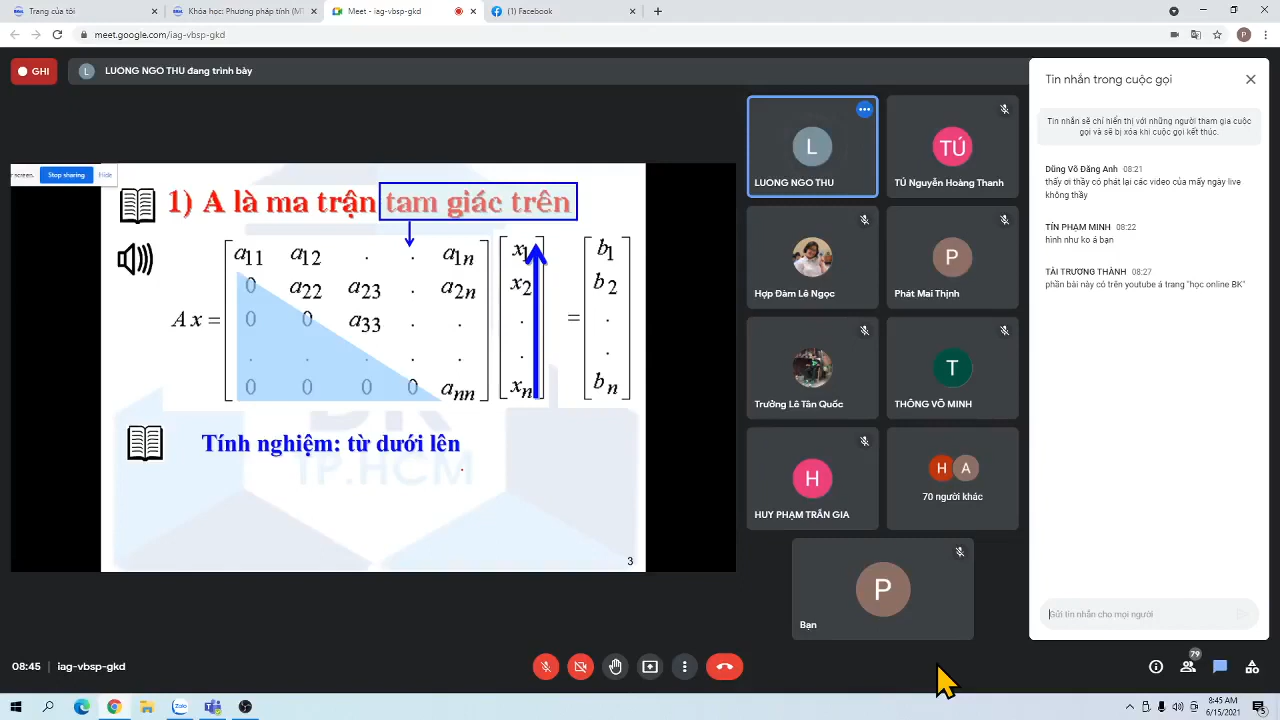 Trang của tôi
Khóa học: Phương pháp tính (MT
Meet - iag-vbsp-gkd
(1) Facebook
meet.google.com/iag-vbsp-gkd
P
GHI
L
LUONG NGO THU đang trình bày
r screen.
Stop sharing
Hide
1) A là ma trận tam giác trên
A x =
a11 a12 . . a1n
0 a22 a23 . a2n
0 0 a33 . .
. . . . .
0 0 0 0 ann
x1
x2
.
.
xn
=
b1
b2
.
.
bn
Tính nghiệm: từ dưới lên
BK
TP.HCM
3
L
LUONG NGO THU
TÚ
TÚ Nguyễn Hoàng Thanh
Hợp Đàm Lê Ngọc
P
Phát Mai Thịnh
Trưởng Lê Tân Quốc
T
THÔNG VÕ MINH
H
HUY PHẠM TRẦN GIA
H A
70 người khác
P
Bạn
Tin nhắn trong cuộc gọi
Tin nhắn sẽ chỉ hiển thị với những người tham gia cuộc
gọi và sẽ bị xóa khi cuộc gọi kết thúc.
Dũng Võ Đăng Anh 08:21
thầy ơi thầy có phát lại các video của mấy ngày live
không thầy
TÍN PHẠM MINH 08:22
hình như ko á bạn
TÀI TRƯƠNG THÀNH 08:27
phần bài này có trên youtube á trang "học online BK"
Gửi tin nhắn cho mọi người
08:45 iag-vbsp-gkd
79
Zalo
8:45 AM
6/15/2021
5